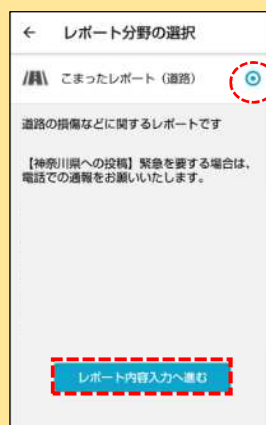 ← レポート分野の選択
こまったレポート（道路）
道路の損傷などに関するレポートです
【神奈川県への投稿】緊急を要する場合は、
電話での通報をお願いいたします。
レポート内容入力へ進む